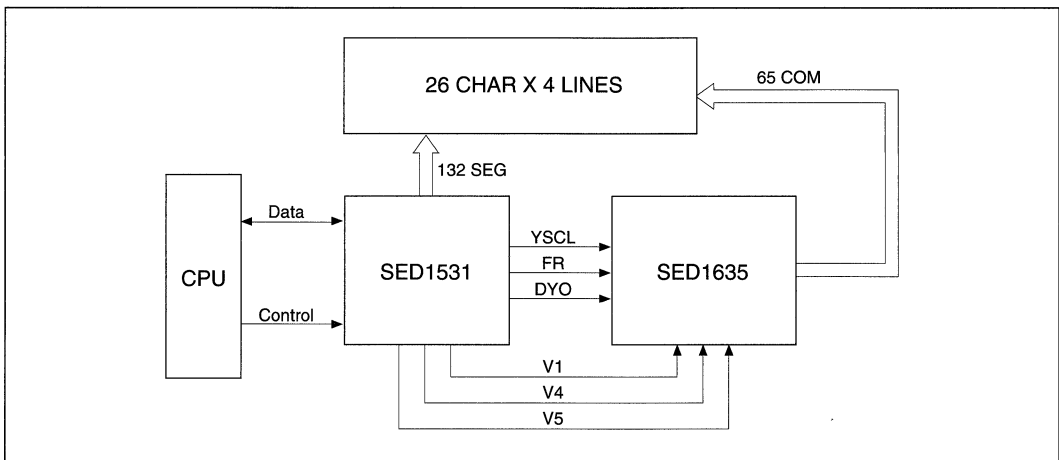 26 CHAR X 4 LINES
65 COM
132 SEG
CPU
Data
Control
SED1531
YSCL
FR
DYO
SED1635
V1
V4
V5